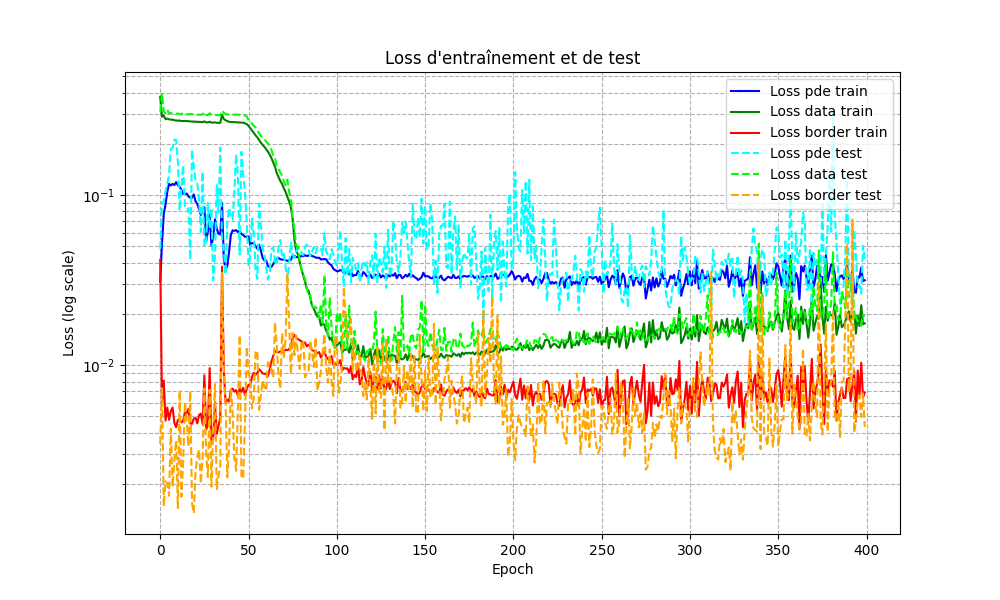 Loss d'entraînement et de test
Loss (log scale)
10⁻¹
10⁻²
0 50 100 150 200 250 300 350 400
Epoch
Loss pde train
Loss data train
Loss border train
Loss pde test
Loss data test
Loss border test